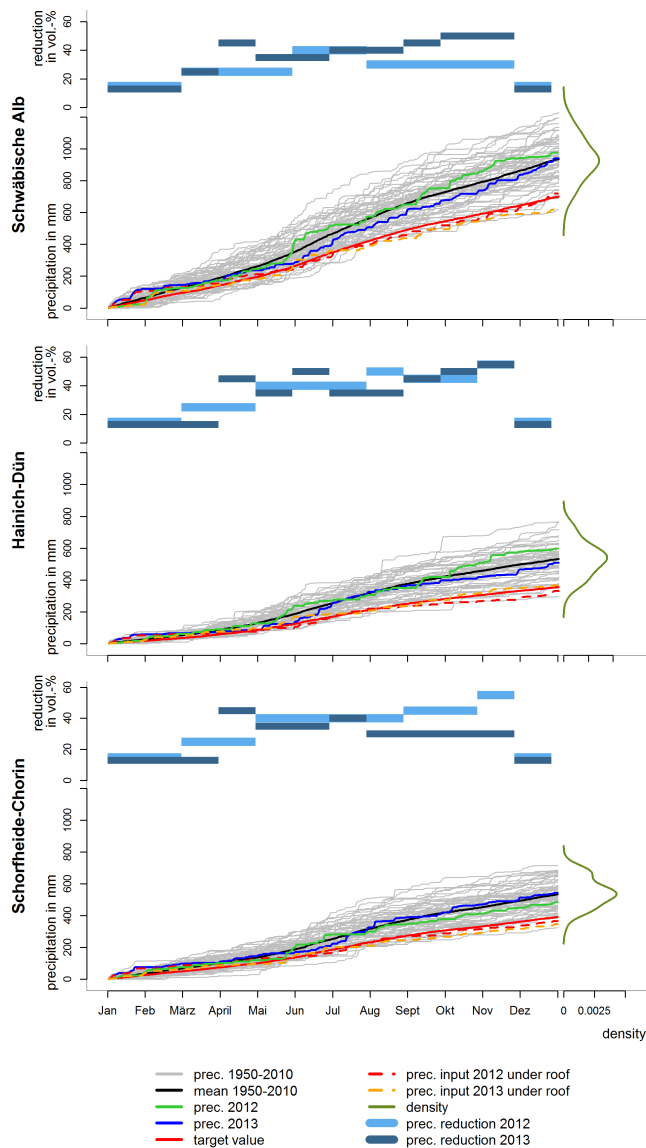 Schwäbische Alb
reduction
in vol.-%
0 20 40 60
precipitation in mm
0 200 400 600 800 1000
Hainich-Dün
reduction
in vol.-%
0 20 40 60
precipitation in mm
0 200 400 600 800 1000
Schorfheide-Chorin
reduction
in vol.-%
0 20 40 60
precipitation in mm
0 200 400 600 800 1000
Jan Feb März April Mai Jun Jul Aug Sept Okt Nov Dez
0 0.0025
density
prec. 1950-2010
mean 1950-2010
prec. 2012
prec. 2013
target value
prec. input 2012 under roof
prec. input 2013 under roof
density
prec. reduction 2012
prec. reduction 2013